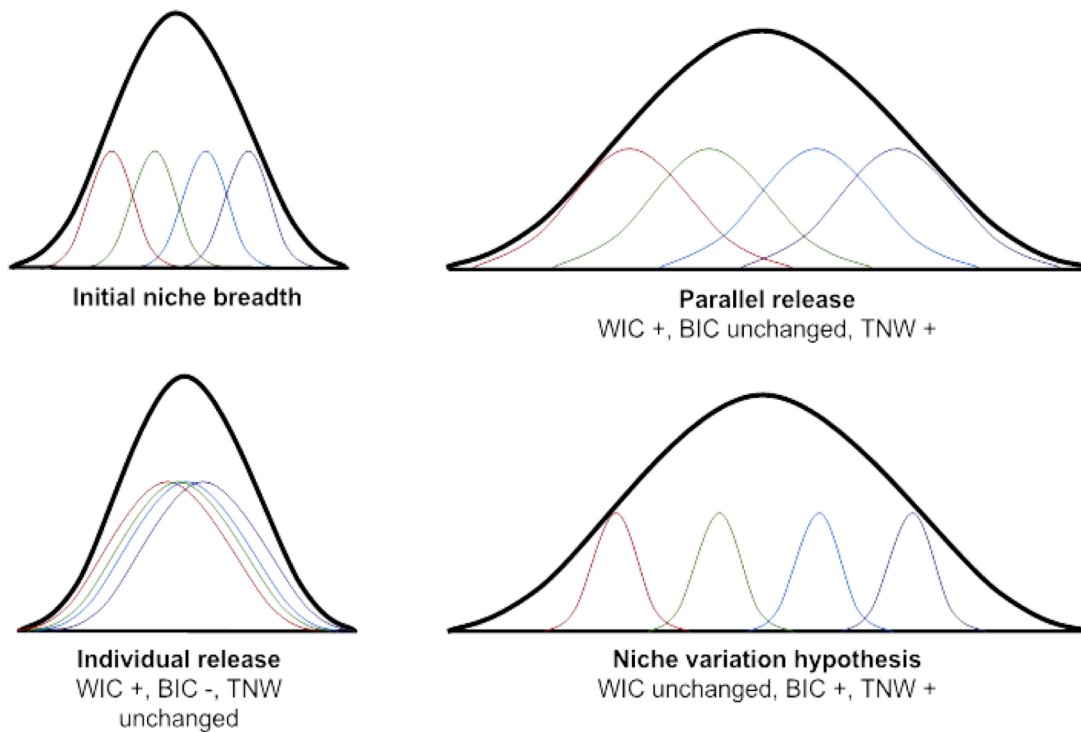 Initial niche breadth
Parallel release
WIC +, BIC unchanged, TNW +
Individual release
WIC +, BIC -, TNW
unchanged
Niche variation hypothesis
WIC unchanged, BIC +, TNW +